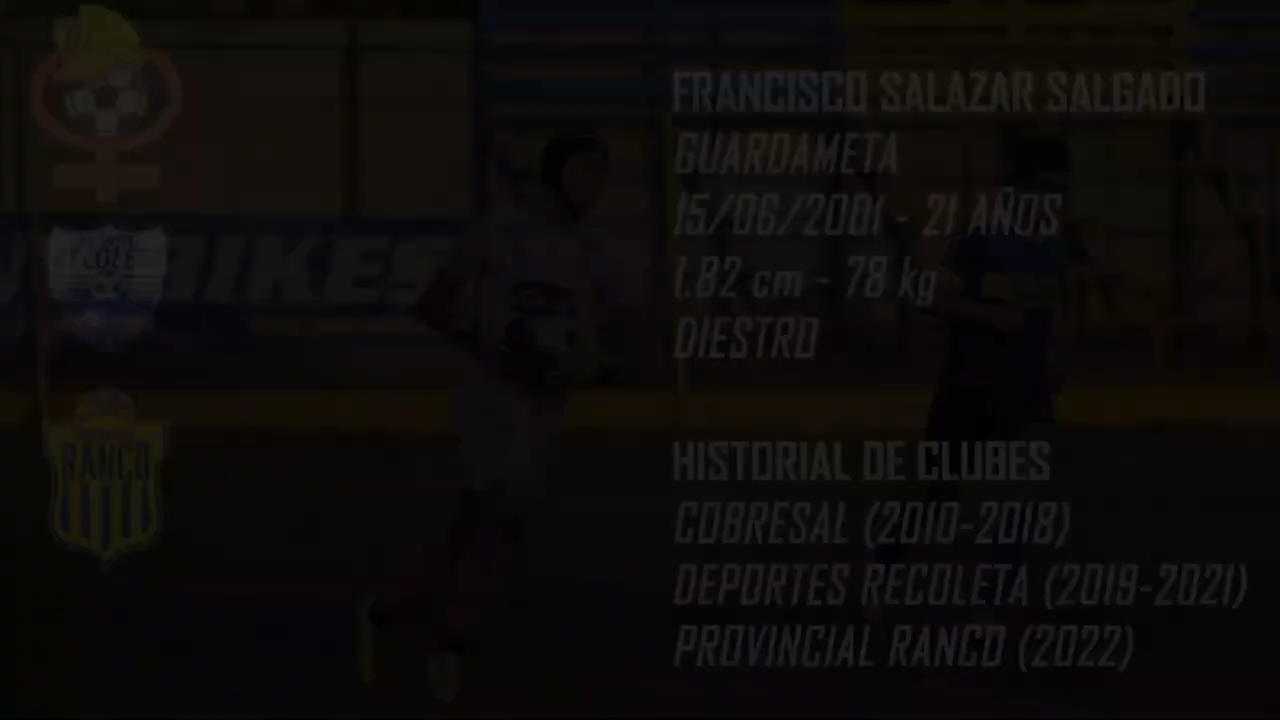 FRANCISCO SALAZAR SALGADO
GUARDAMETA
15/06/2001 - 21 AÑOS
1.82 cm - 78 kg
DIESTRO
HISTORIAL DE CLUBES
COBRESAL (2010-2018)
DEPORTES RECOLETA (2019-2021)
PROVINCIAL RANCO (2022)
RANCO